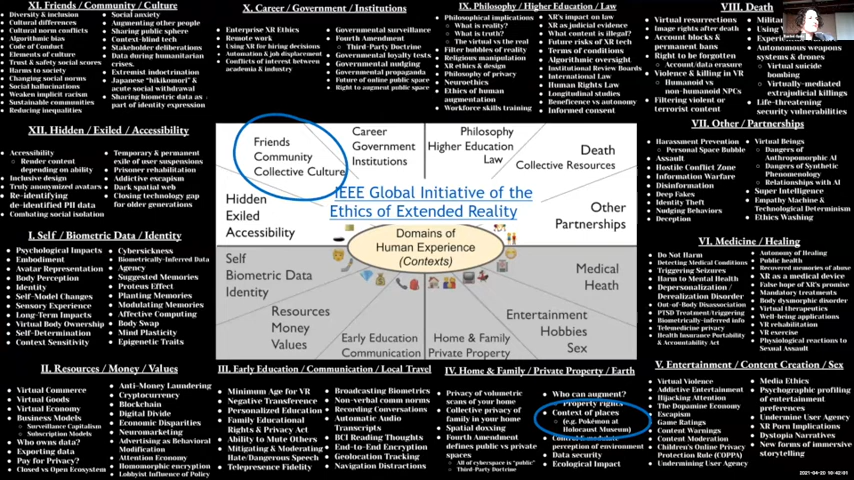 XI. Friends / Community / Culture
Diversity & inclusion
Cultural differences
Cultural norm conflicts
Algorithmic bias
Code of Conduct
Elements of culture
Trust & safety social scores
Harms to society
Changing social norms
Social hallucinations
Weaken implicit racism
Sustainable communities
Reducing inequalities
Social anxiety
Augmenting other people
Sharing public sphere
Context-blind tech
Stakeholder deliberations
Data during humanitarian crises.
Extremist indoctrination
Japanese "hikikomori" & acute social withdrawal
Sharing biometric data as part of identity expression
X. Career / Government / Institutions
Enterprise XR Ethics
Remote work
Using XR for hiring decisions
Automation & job displacement
Conflicts of interest between academia & industry
Governmental surveillance
Fourth Amendment
Third-Party Doctrine
Governmental loyalty tests
Governmental nudging
Governmental propaganda
Future of online public space
Right to augment public space
IX. Philosophy / Higher Education / Law
Philosophical implications
What is reality?
What is truth?
The virtual vs the real
Filter bubbles of reality
Religions manipulation
XR ethics & design
Philosophy of privacy
Neuroethics
Ethics of human augmentation
Workforce skills training
XR's impact on law
XR as judicial evidence
What content is illegal?
Future risks of XR tech
Terms of conditions
Algorithmic oversight
Institutional Review Boards
International Law
Human Rights Law
Longitudinal studies
Beneficence vs autonomy
Informed consent
VIII. Death
Virtual resurrections
Image rights after death
Account blocks & permanent bans
Right to be forgotten
Account data erasure
Violence & killing in VR
Humanoid vs non-humanoid NPCs
Filtering violent or terrorist content
Autonomous weapons systems & drones
Virtual suicide bombing
Virtually-mediated extrajudicial killings
Life-threatening security vulnerabilities
XII. Hidden / Exiled / Accessibility
Accessibility
Render content depending on ability
Inclusive design
Truly anonymized avatars
Re-identifying de-identified PII data
Combating social isolation
Temporary & permanent exile of user suspensions
Prisoner rehabilitation
Addictive escapism
Dark spatial web
Closing technology gap for older generations
Friends
Community
Collective Culture
Career
Government
Institutions
Philosophy
Higher Education
Law
Death
Collective Resources
Hidden
Exiled
Accessibility
IEEE Global Initiative of the
Ethics of Extended Reality
Other
Partnerships
Domains of
Human Experience
(Contexts)
Self
Biometric Data
Identity
Medical
Heath
Resources
Money
Values
Early Education
Communication
Home & Family
Private Property
Entertainment
Hobbies
Sex
VII. Other / Partnerships
Harassment Prevention
Personal Space Bubble
Assault
Hostile Conflict Zone
Information Warfare
Disinformation
Deep Fakes
Identity Theft
Nudging Behaviors
Deception
Virtual Beings
Dangers of Anthropomorphic AI
Dangers of Synthetic Phenomenology
Relationships with AI
Super Intelligence
Empathy Machine & Technological Determinism
Ethics Washing
I. Self / Biometric Data / Identity
Psychological Impacts
Embodiment
Avatar Representation
Body Perception
Identity
Self-Model Changes
Sensory Experience
Long-Term Impacts
Virtual Body Ownership
Self-Determination
Context Sensitivity
Cybersickness
Biometrically-Inferred Data
Agency
Suggested Memories
Proteus Effect
Planting Memories
Modulating Memories
Affective Computing
Body Swap
Mind Plasticity
Epigenetic Traits
VI. Medicine / Healing
Do Not Harm
Detecting Medical Conditions
Triggering Seizures
Harm to Mental Health
Depersonalization / Derealization Disorder
Out-of-Body Disassociation
PTSD Treatment/triggering
Biometrically-inferred info
Telemedicine privacy
Health Insurance Portability & Accountability Act
Autonomy of Healing
Public health
Recovered memories of abuse
XR as a medical device
False hope of XR's promise
Mandatory treatments
Body dysmorphic disorder
Virtual therapeutics
Well-being applications
VR rehabilitation
VR exercise
Physiological reactions to Sexual Assault
II. Resources / Money / Values
Virtual Commerce
Virtual Goods
Virtual Economy
Business Models
Surveillance Capitalism
Subscription Models
Who owns data?
Exporting data
Pay for Privacy?
Closed vs Open Ecosystem
Anti-Money Laundering
Cryptocurrency
Blockchain
Digital Divide
Economic Disparities
Neuromarketing
Advertising as Behavioral Modification
Attention Economy
Homomorphic encryption
Lobbyist Influence of Policy
III. Early Education / Communication / Local Travel
Minimum Age for VR
Negative Transference
Personalized Education
Family Educational Rights & Privacy Act
Ability to Mute Others
Mitigating & Moderating Hate/Dangerous Speech
Telepresence Fidelity
Broadcasting Biometrics
Non-verbal comm norms
Recording Conversations
Automatic Audio Transcripts
BCI Reading Thoughts
End-to-End Encryption
Geolocation Tracking
Navigation Distractions
IV. Home & Family / Private Property / Earth
Privacy of volumetric scans of your home
Collective privacy of family in your home
Spatial doxxing
Fourth Amendment defines public vs private spaces
All of cyberspace is "public"
Third-Party Doctrine
Who can augment?
Property rights
Context of places
(e.g. Pokémon at Holocaust Museum)
perception of environment
Data security
Ecological Impact
V. Entertainment / Content Creation / Sex
Virtual Violence
Addictive Entertainment
Hijacking Attention
The Dopamine Economy
Escapism
Game Ratings
Content Warnings
Content Moderation
Children's Online Privacy Protection Rule (COPPA)
Undermining User Agency
Media Ethics
Psychographic profiling of entertainment preferences
Undermine User Agency
XR Porn Implications
Dystopia Narratives
New forms of immersive storytelling
2021-04-20 10:42:01